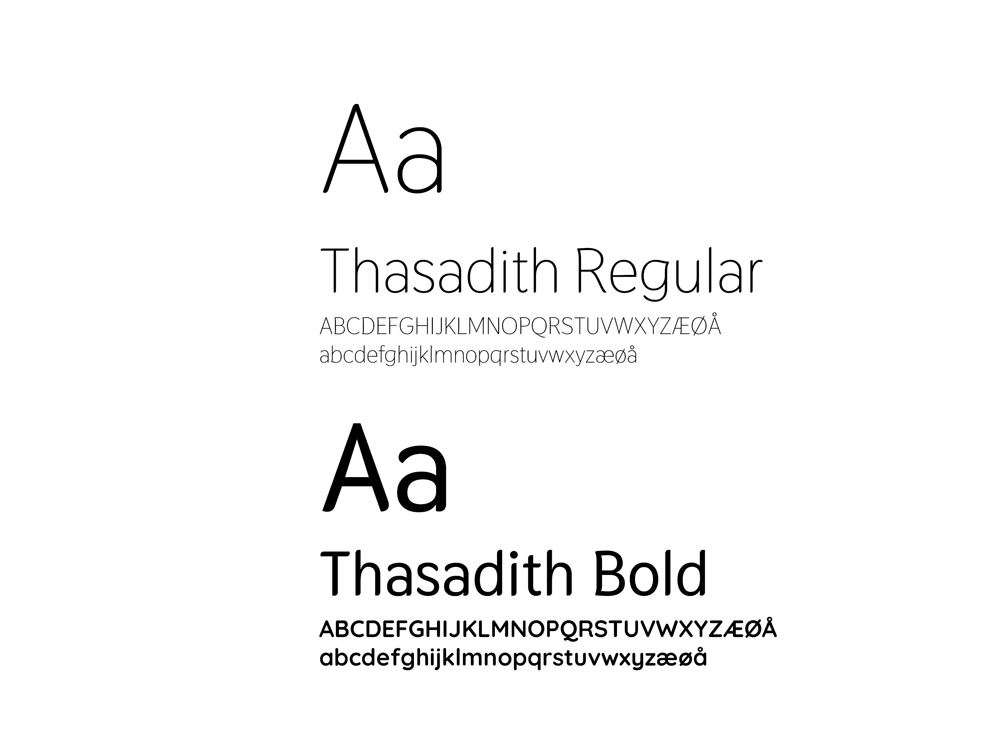 Aa
Thasadith Regular
ABCDEFGHIJKLMNOPQRSTUVWXYZÆØÅ
abcdefghijklmnopqrstuvwxyzæøå
Aa
Thasadith Bold
ABCDEFGHIJKLMNOPQRSTUVWXYZÆØÅ
abcdefghijklmnopqrstuvwxyzæøå